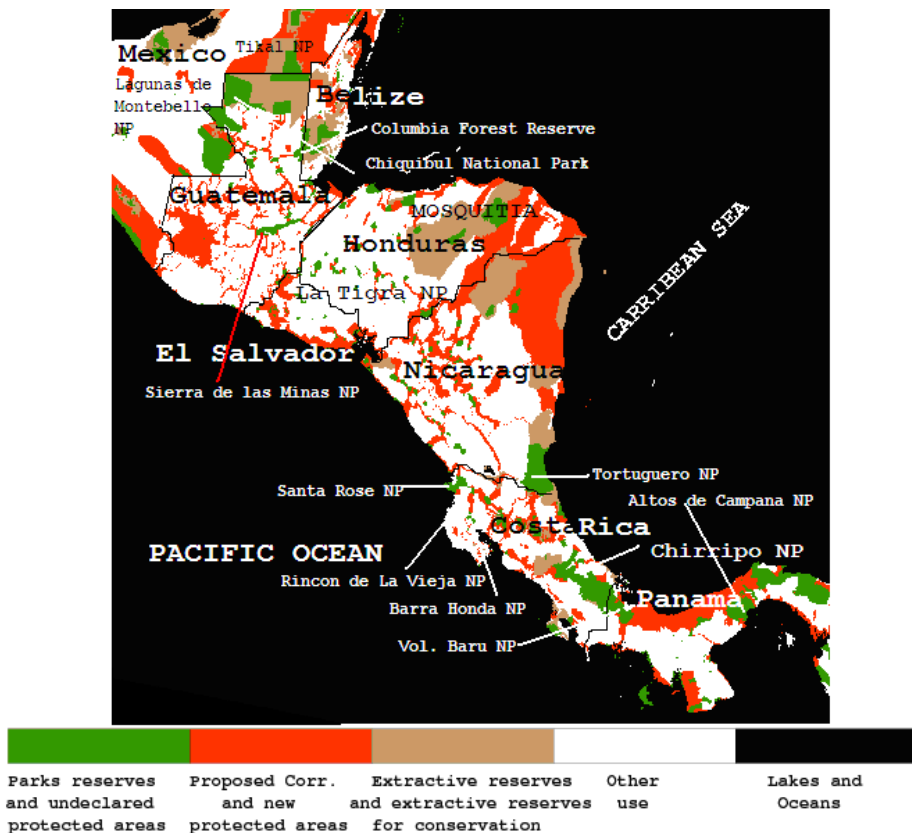 Mexico
Tikal NP
Lagunas de
Montebello
NP
Belize
Columbia Forest Reserve
Chiquibul National Park
Guatemala
MOSQUITIA
Honduras
La Tigra NP
CARRIBEAN SEA
El Salvador
Nicaragua
Sierra de las Minas NP
Tortuguero NP
Santa Rose NP
Altos de Campana NP
Costa Rica
PACIFIC OCEAN
Chirripo NP
Rincon de La Vieja NP
Barra Honda NP
Panama
Vol. Baru NP
Parks reserves
and undeclared
protected areas
Proposed Corr.
and new
protected areas
Extractive reserves
and extractive reserves
for conservation
Other
use
Lakes and
Oceans